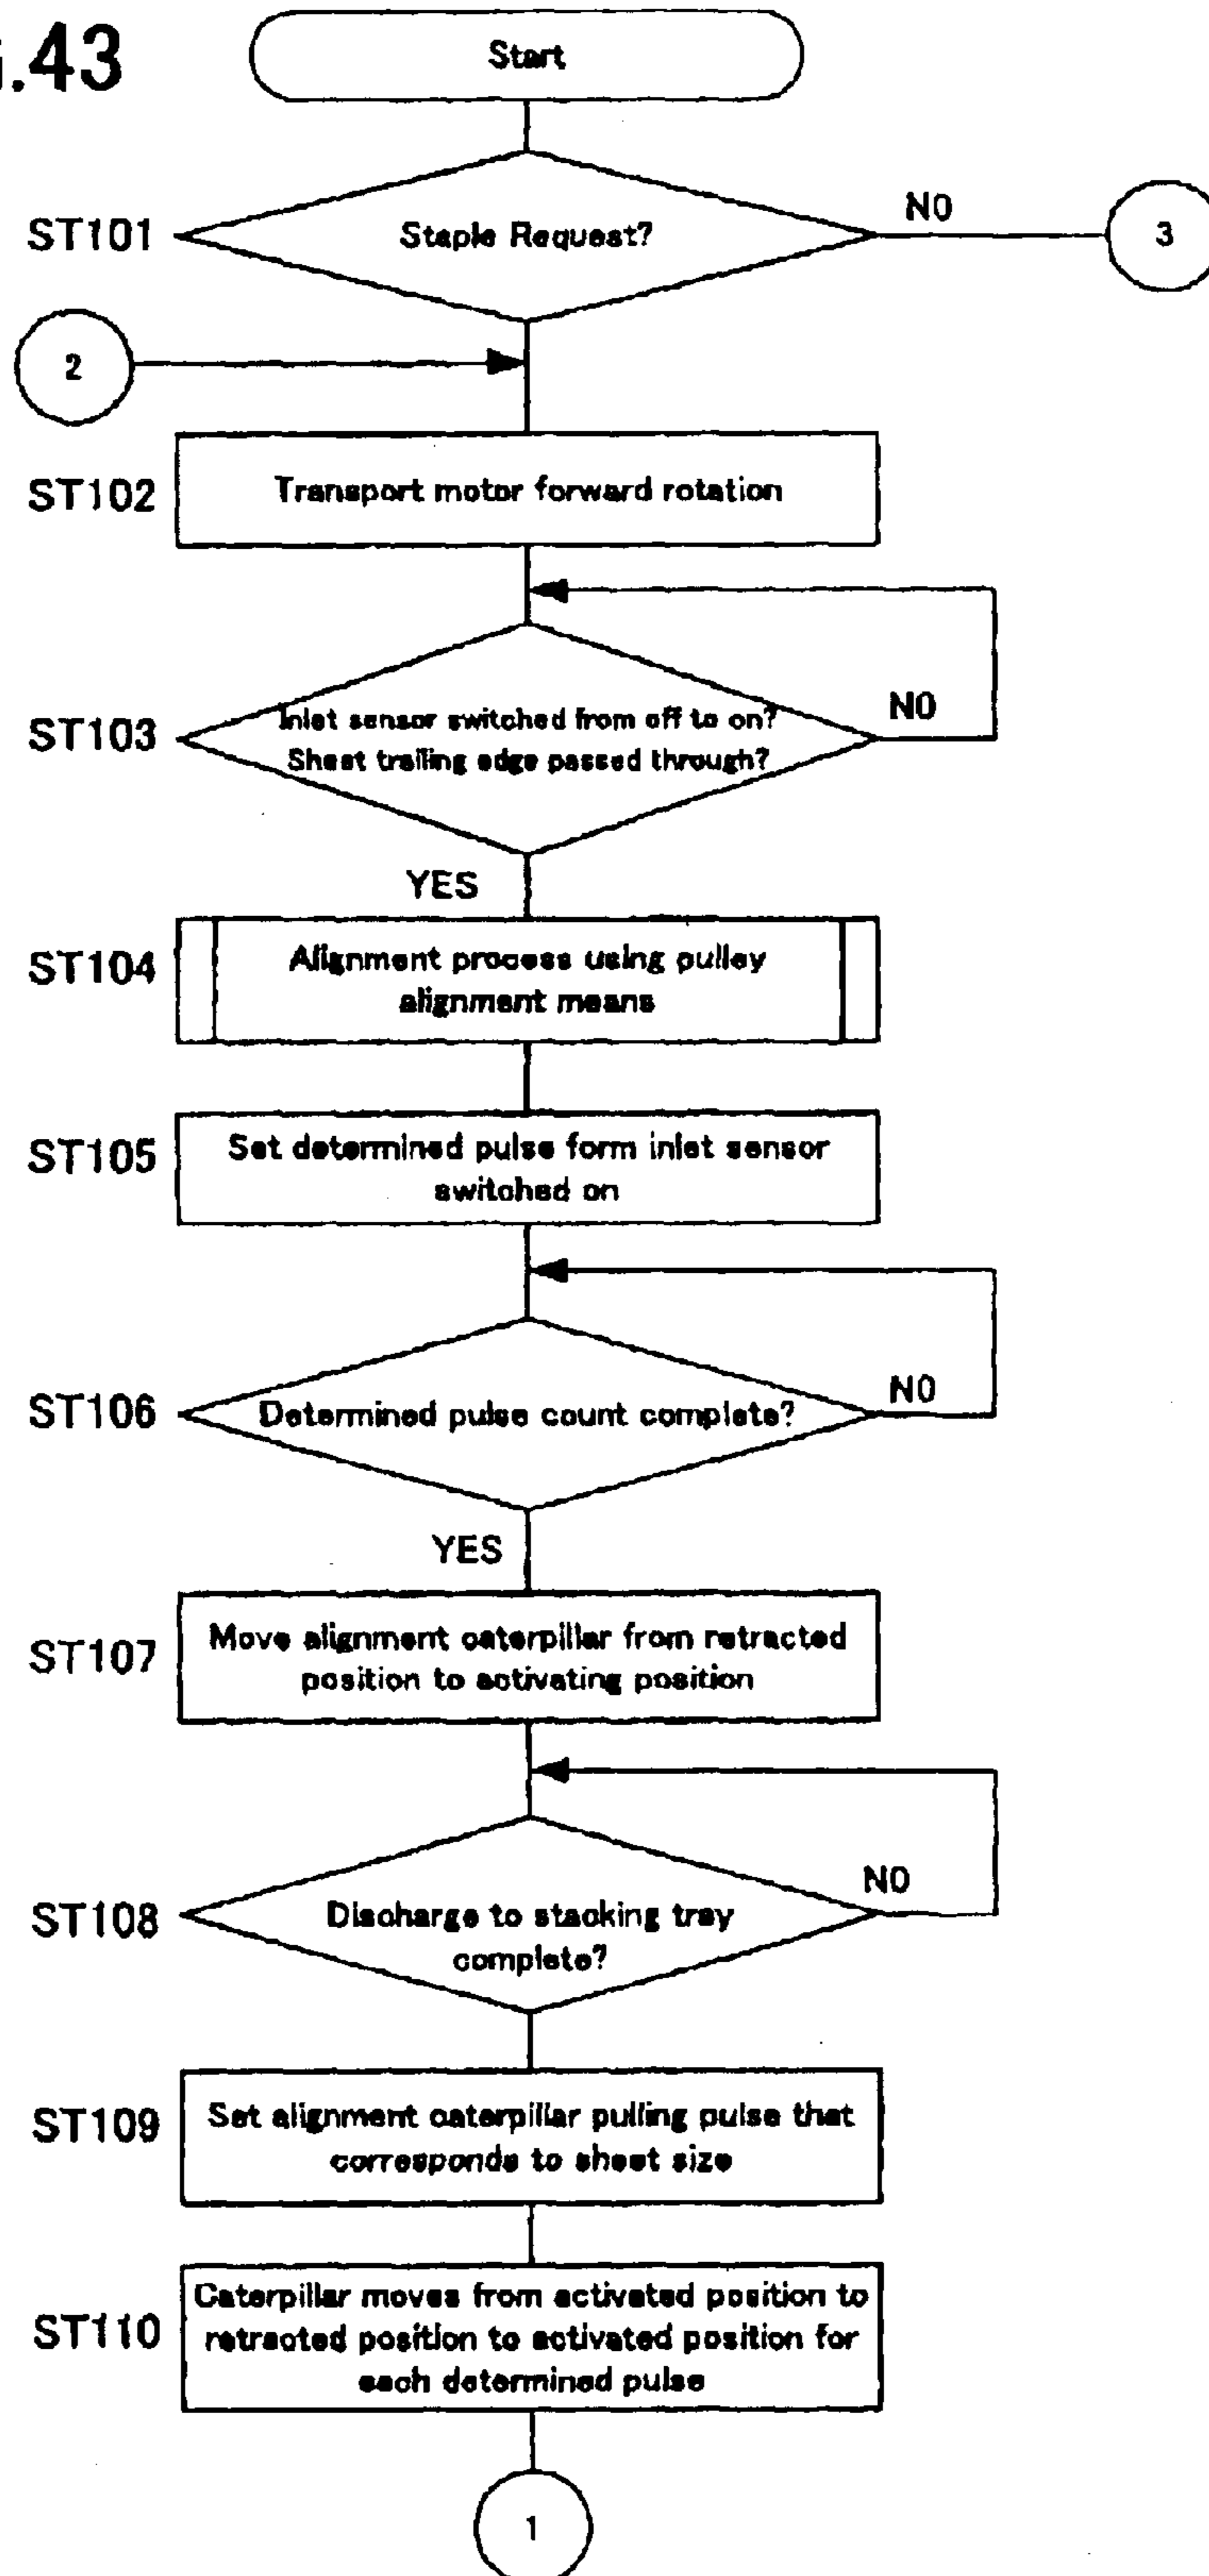 .43
Start
ST101
Staple Request?
NO
3
2
ST102
Transport motor forward rotation
ST103
Inlet sensor switched from off to on?
Sheet trailing edge passed through?
NO
YES
ST104
Alignment process using pulley
alignment means
ST105
Set determined pulse form inlet sensor
switched on
ST106
Determined pulse count complete?
NO
YES
ST107
Move alignment caterpillar from retracted
position to activating position
ST108
Discharge to stacking tray
complete?
NO
ST109
Set alignment caterpillar pulling pulse that
corresponds to sheet size
ST110
Caterpillar moves from activated position to
retracted position to activated position for
each determined pulse
1